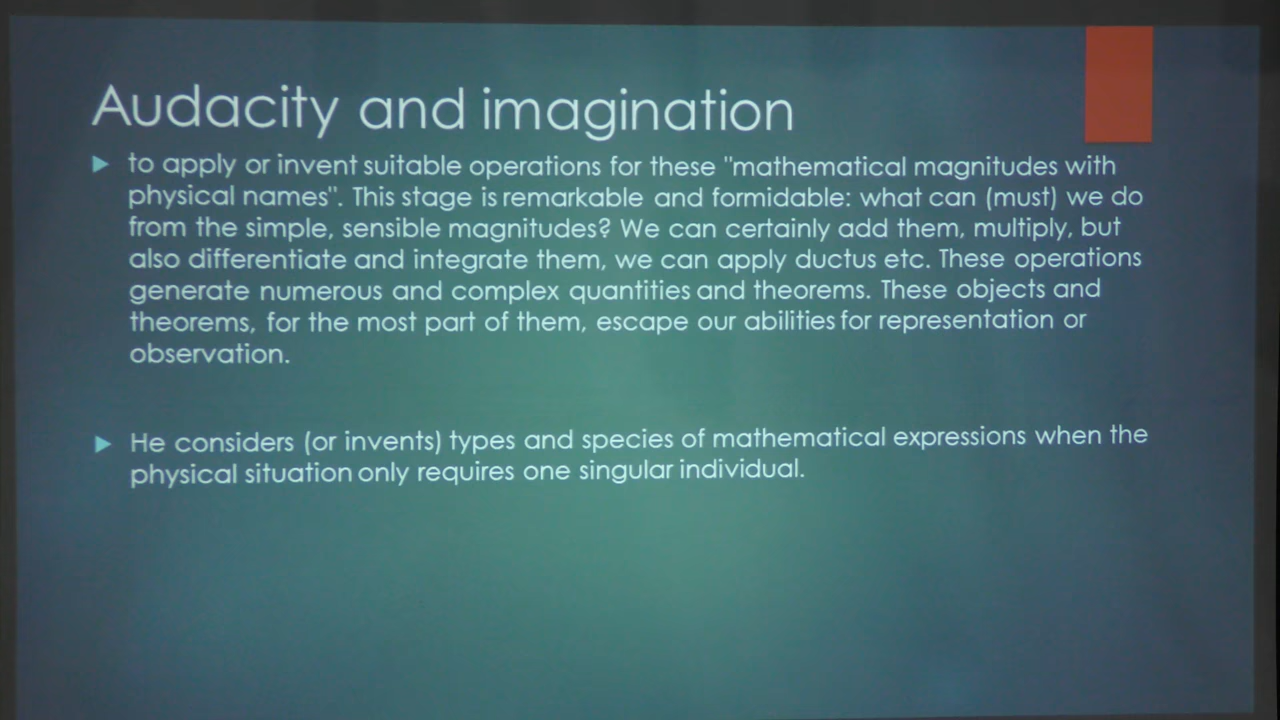 Audacity and imagination
to apply or invent suitable operations for these "mathematical magnitudes with
physical names". This stage is remarkable and formidable: what can (must) we do
from the simple, sensible magnitudes? We can certainly add them, multiply, but
also differentiate and integrate them, we can apply ductus etc. These operations
generate numerous and complex quantities and theorems. These objects and
theorems, for the most part of them, escape our abilities for representation or
observation.
He considers (or invents) types and species of mathematical expressions when the
physical situation only requires one singular individual.